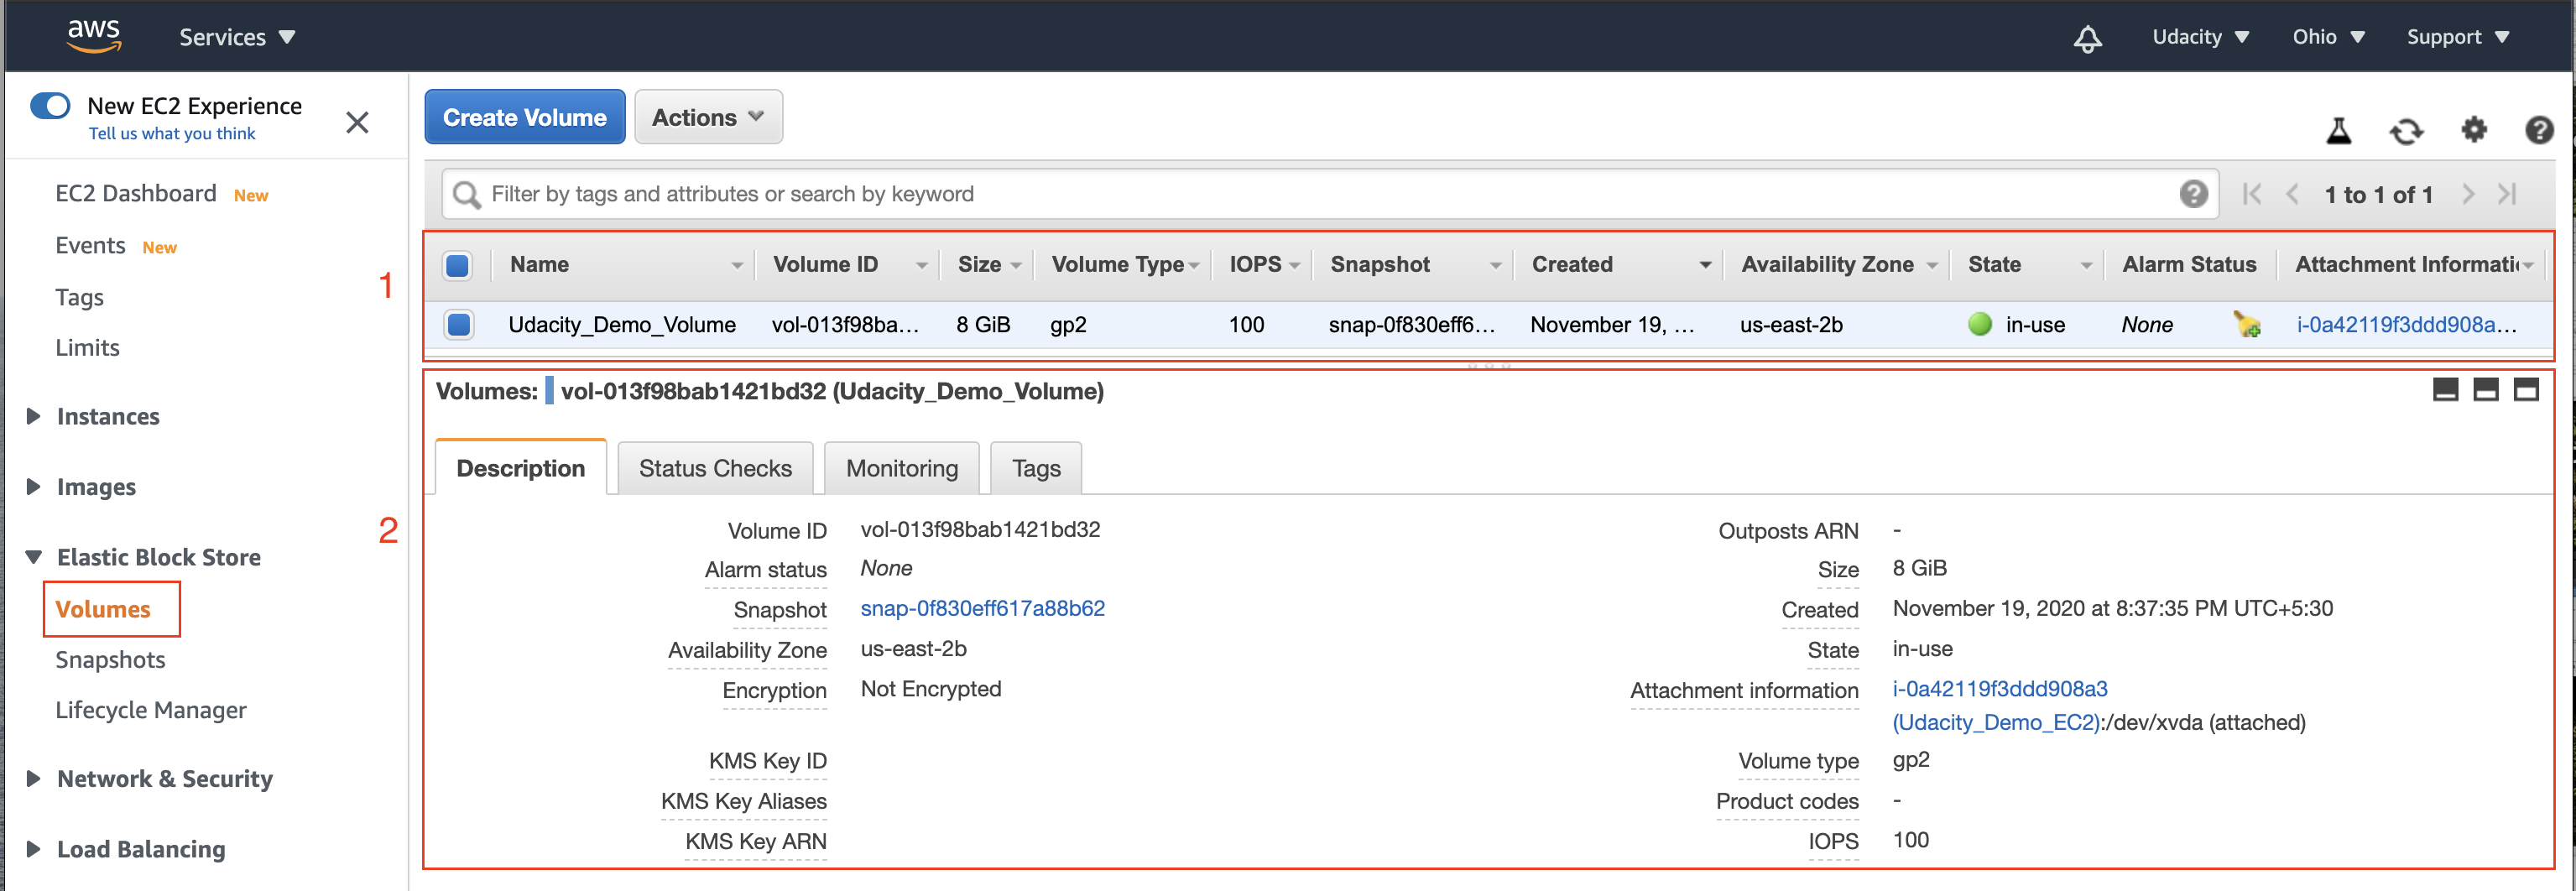 aws Services Udacity Ohio Support
New EC2 Experience
Tell us what you think
EC2 Dashboard New
Events New
Tags
Limits
Instances
Images
Elastic Block Store
Volumes
Snapshots
Lifecycle Manager
Network & Security
Load Balancing
1
2
Create Volume Actions
Filter by tags and attributes or search by keyword
1 to 1 of 1
Name Volume ID Size Volume Type IOPS Snapshot Created Availability Zone State Alarm Status Attachment Informati
Udacity_Demo_Volume vol-013f98ba... 8 GiB gp2 100 snap-0f830eff6... November 19, ... us-east-2b in-use None i-0a42119f3ddd908a...
Volumes: vol-013f98bab1421bd32 (Udacity_Demo_Volume)
Description Status Checks Monitoring Tags
Volume ID vol-013f98bab1421bd32
Alarm status None
Snapshot snap-0f830eff617a88b62
Availability Zone us-east-2b
Encryption Not Encrypted
KMS Key ID
KMS Key Aliases
KMS Key ARN
Outposts ARN -
Size 8 GiB
Created November 19, 2020 at 8:37:35 PM UTC+5:30
State in-use
Attachment information i-0a42119f3ddd908a3
(Udacity_Demo_EC2):/dev/xvda (attached)
Volume type gp2
Product codes -
IOPS 100